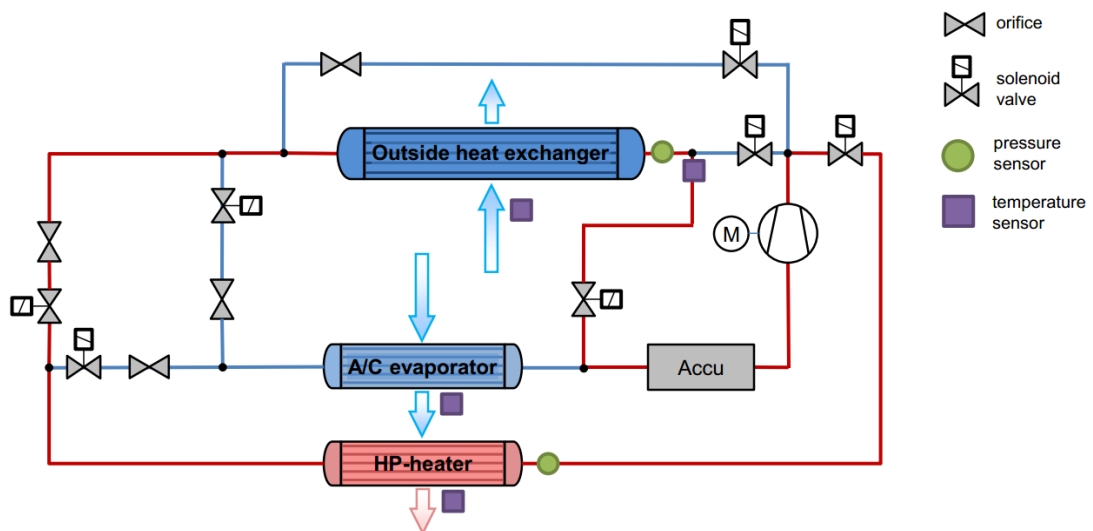 orifice
solenoid
valve
Outside heat exchanger
pressure
sensor
temperature
sensor
M
A/C evaporator
Accu
HP-heater